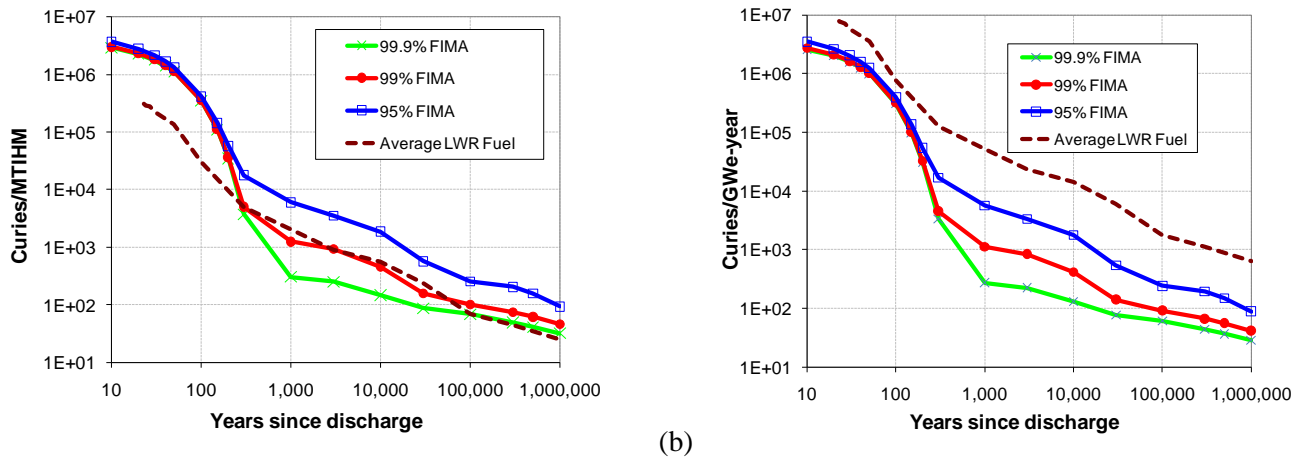 Curies/MTIHM
1E+07
1E+06
1E+05
1E+04
1E+03
1E+02
1E+01
99.9% FIMA
99% FIMA
95% FIMA
Average LWR Fuel
10 100 1,000 10,000 100,000 1,000,000
Years since discharge
(b)
Curies/GWe-year
1E+07
1E+06
1E+05
1E+04
1E+03
1E+02
1E+01
99.9% FIMA
99% FIMA
95% FIMA
Average LWR Fuel
10 100 1,000 10,000 100,000 1,000,000
Years since discharge